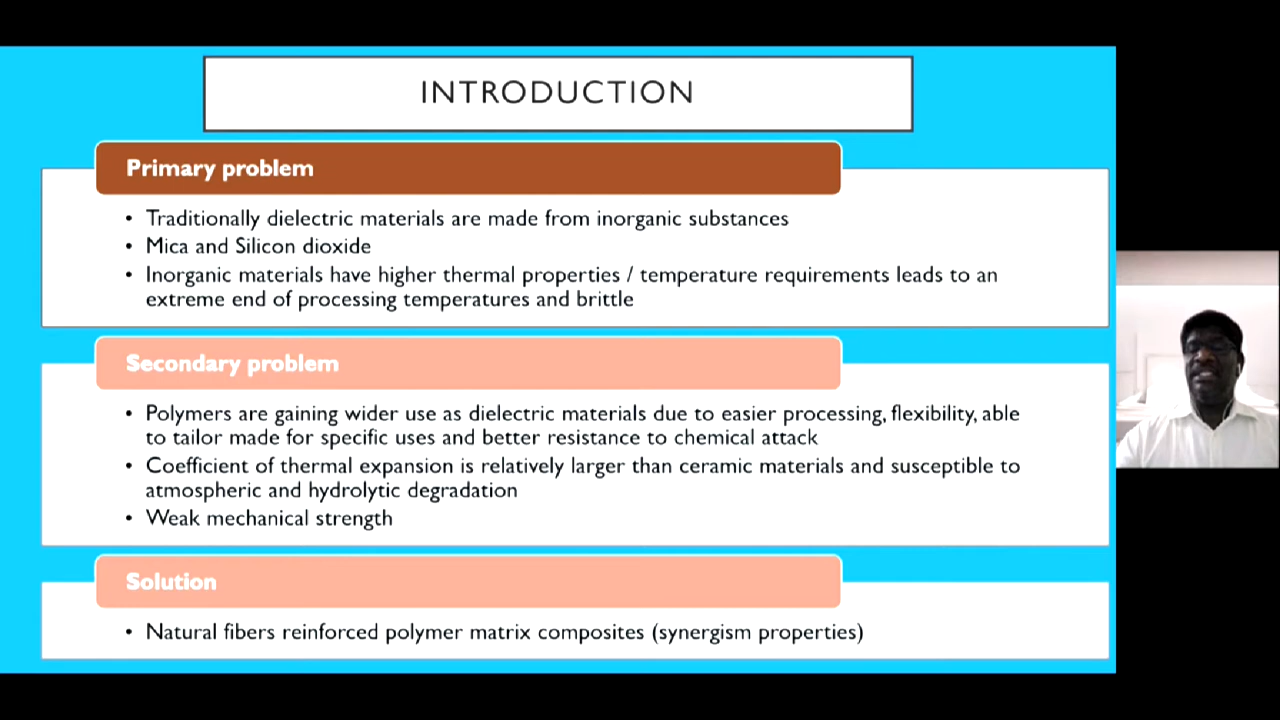 INTRODUCTION
Primary problem
• Traditionally dielectric materials are made from inorganic substances
• Mica and Silicon dioxide
• Inorganic materials have higher thermal properties / temperature requirements leads to an
extreme end of processing temperatures and brittle
Secondary problem
• Polymers are gaining wider use as dielectric materials due to easier processing, flexibility, able
to tailor made for specific uses and better resistance to chemical attack
• Coefficient of thermal expansion is relatively larger than ceramic materials and susceptible to
atmospheric and hydrolytic degradation
• Weak mechanical strength
Solution
• Natural fibers reinforced polymer matrix composites (synergism properties)